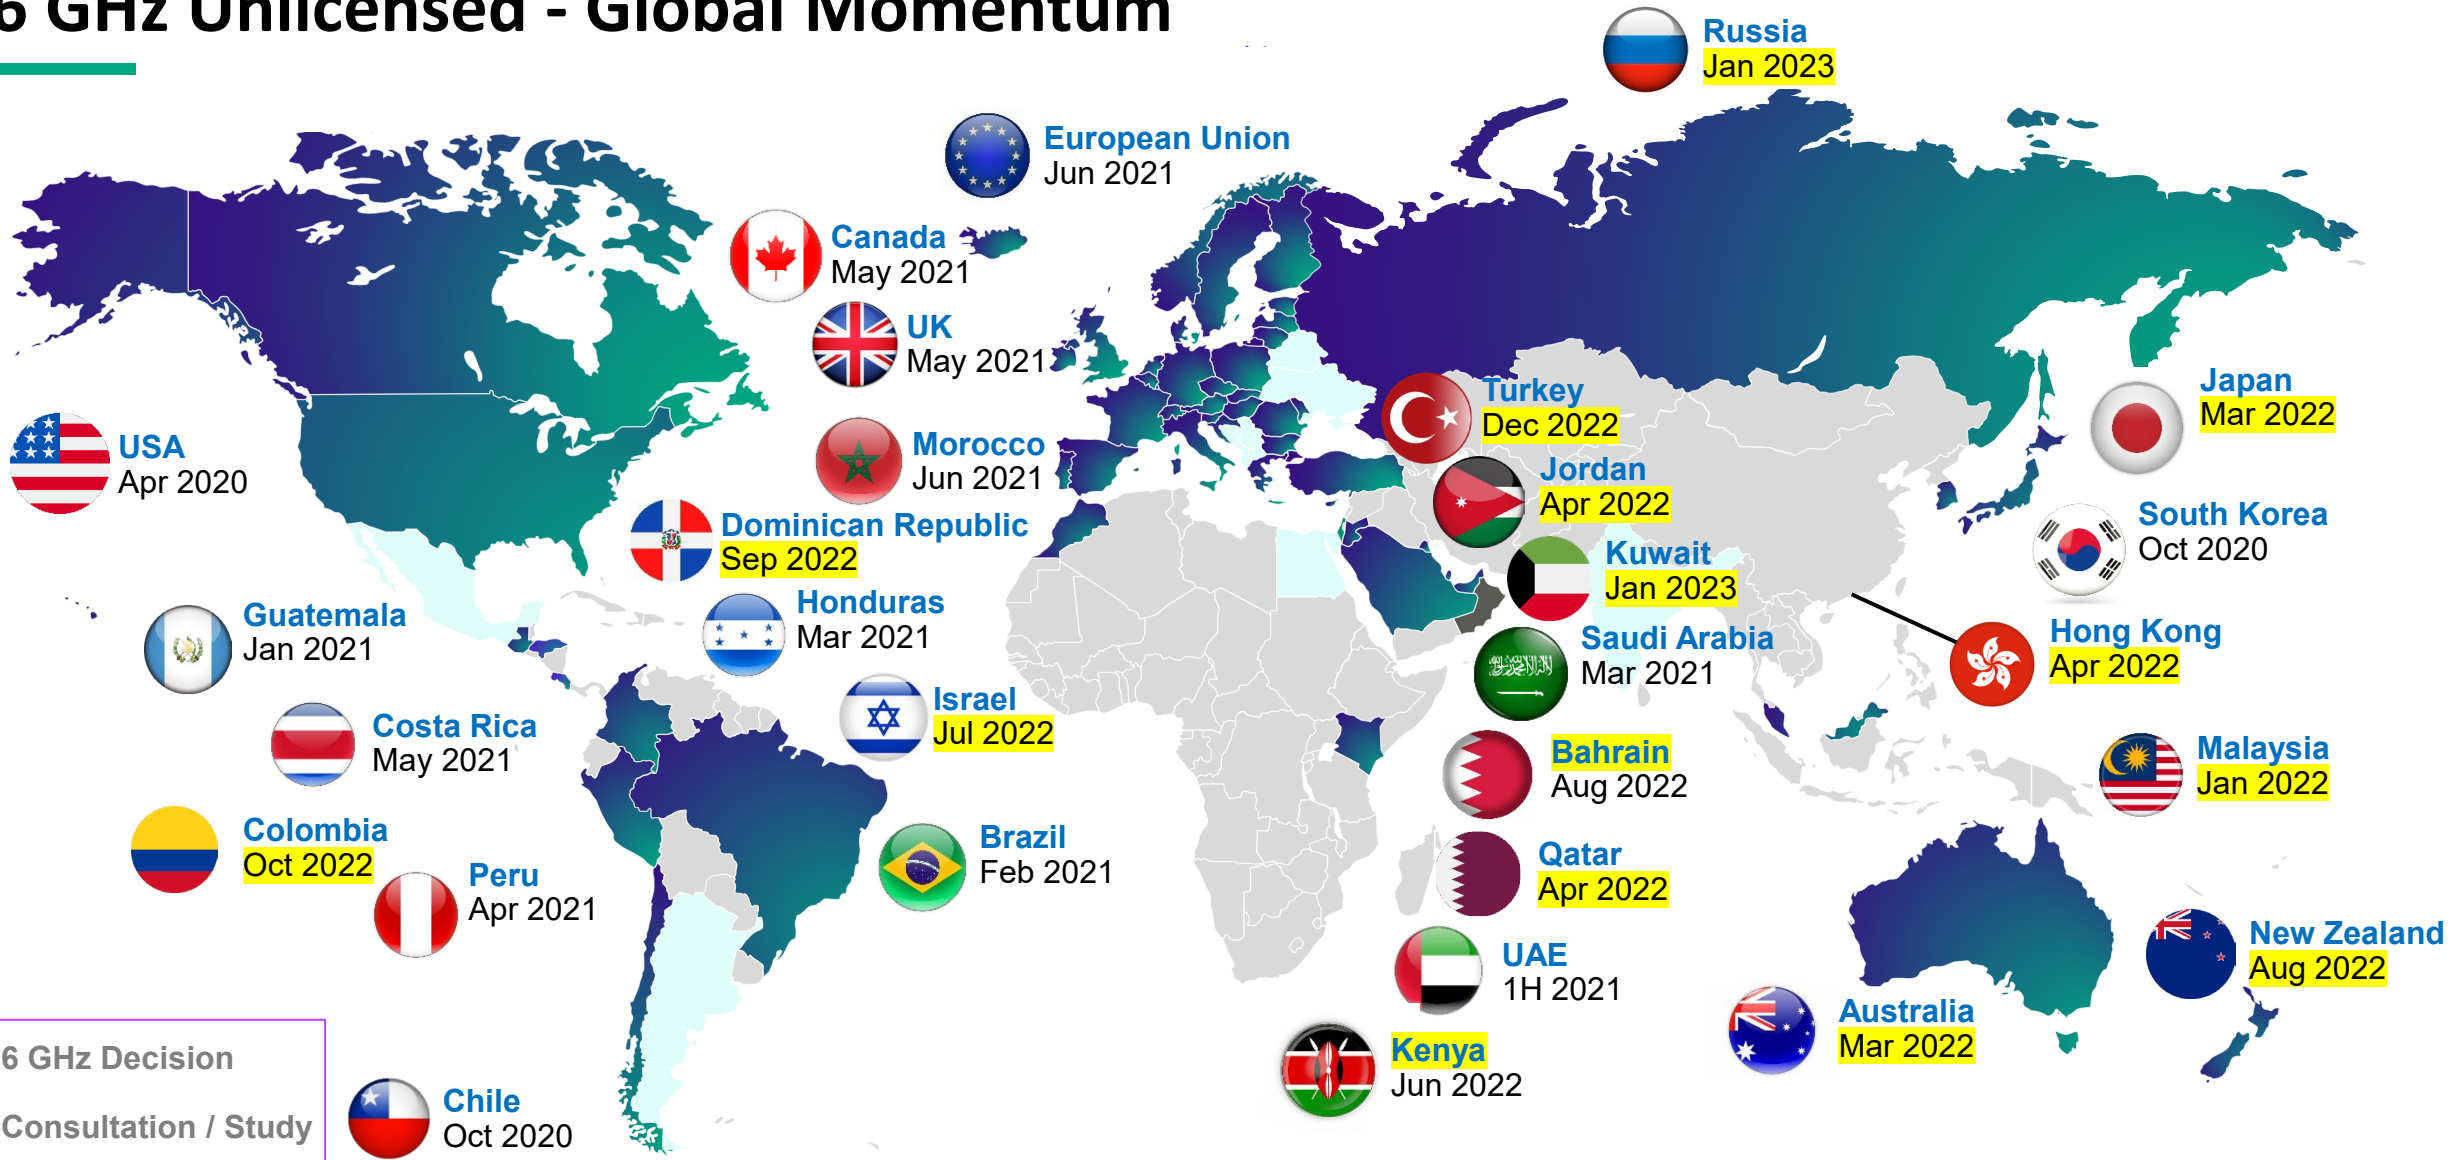 6 GHz Unlicensed - Global Momentum
Russia
Jan 2023
European Union
Jun 2021
Canada
May 2021
UK
May 2021
Turkey
Dec 2022
Japan
Mar 2022
USA
Apr 2020
Morocco
Jun 2021
Jordan
Apr 2022
South Korea
Oct 2020
Dominican Republic
Sep 2022
Kuwait
Jan 2023
Guatemala
Jan 2021
Honduras
Mar 2021
Saudi Arabia
Mar 2021
Hong Kong
Apr 2022
Israel
Jul 2022
Costa Rica
May 2021
Bahrain
Aug 2022
Malaysia
Jan 2022
Colombia
Oct 2022
Brazil
Feb 2021
Qatar
Apr 2022
Peru
Apr 2021
UAE
1H 2021
New Zealand
Aug 2022
Australia
Mar 2022
Kenya
Jun 2022
6 GHz Decision
Consultation / Study
Chile
Oct 2020